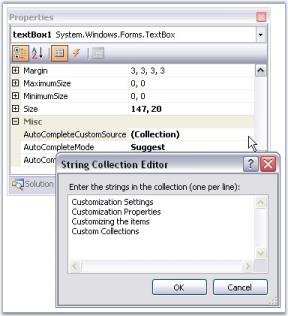 Properties
textBox1 System.Windows.Forms.TextBox
Margin 3, 3, 3, 3
MaximumSize 0, 0
MinimumSize 0, 0
Size 147, 20
Misc
AutoCompleteCustomSource (Collection)
AutoCompleteMode Suggest
AutoCom
Solution
String Collection Editor
Enter the strings in the collection (one per line):
Customization Settings
Customization Properties
Customizing the items
Custom Collections
OK Cancel